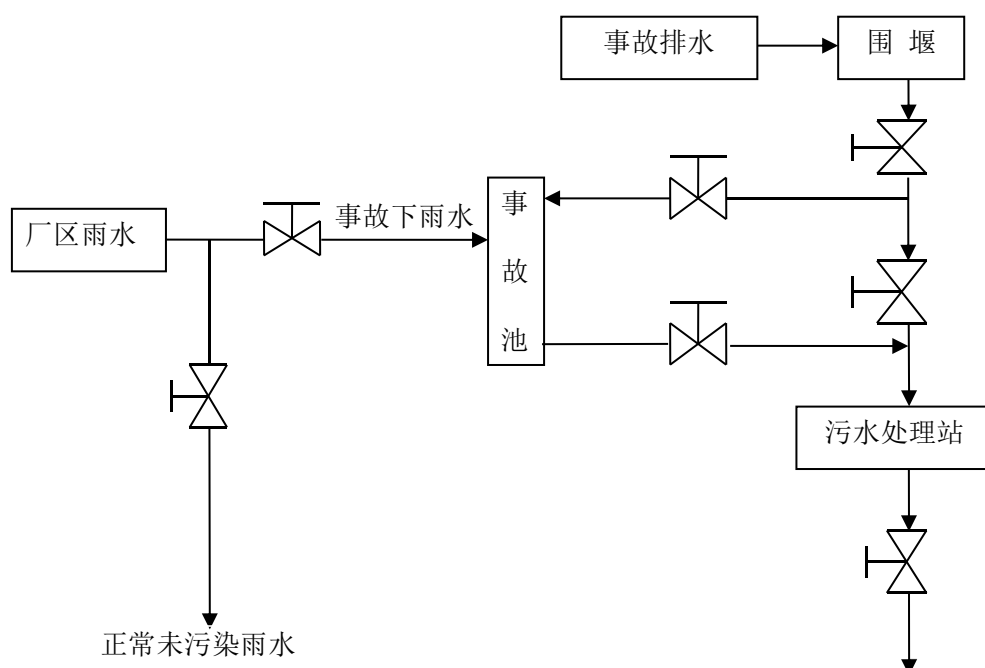 事故排水
围 堰
事故下雨水
厂区雨水
事
故
池
污水处理站
正常未污染雨水